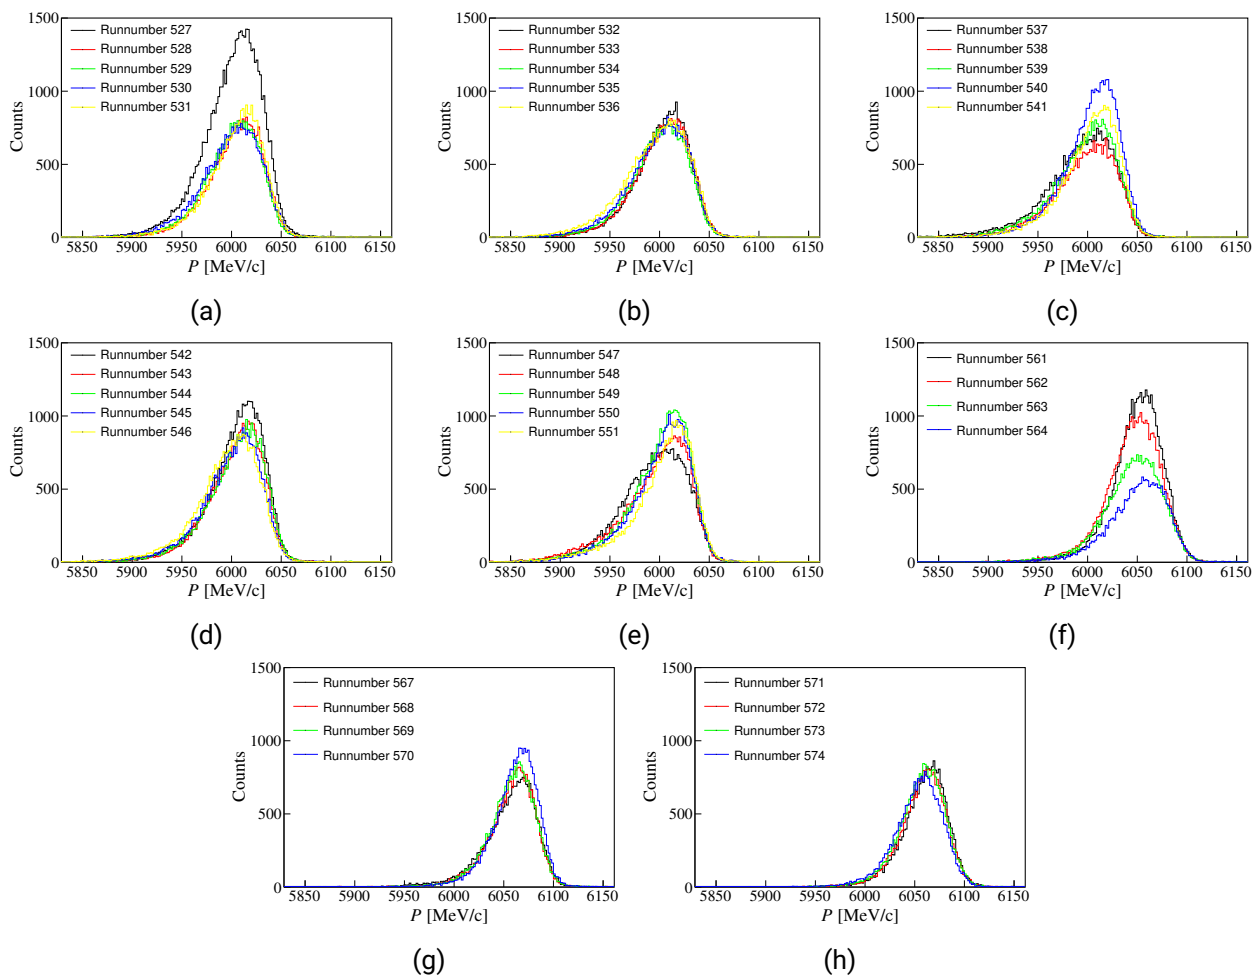 1500
1000
500
0
Counts
Runnumber 527
Runnumber 528
Runnumber 529
Runnumber 530
Runnumber 531
5850 5900 5950 6000 6050 6100 6150
P [MeV/c]
(a)
1500
1000
500
0
Counts
Runnumber 532
Runnumber 533
Runnumber 534
Runnumber 535
Runnumber 536
5850 5900 5950 6000 6050 6100 6150
P [MeV/c]
(b)
1500
1000
500
0
Counts
Runnumber 537
Runnumber 538
Runnumber 539
Runnumber 540
Runnumber 541
5850 5900 5950 6000 6050 6100 6150
P [MeV/c]
(c)
1500
1000
500
0
Counts
Runnumber 542
Runnumber 543
Runnumber 544
Runnumber 545
Runnumber 546
5850 5900 5950 6000 6050 6100 6150
P [MeV/c]
(d)
1500
1000
500
0
Counts
Runnumber 547
Runnumber 548
Runnumber 549
Runnumber 550
Runnumber 551
5850 5900 5950 6000 6050 6100 6150
P [MeV/c]
(e)
1500
1000
500
0
Counts
Runnumber 561
Runnumber 562
Runnumber 563
Runnumber 564
5850 5900 5950 6000 6050 6100 6150
P [MeV/c]
(f)
1500
1000
500
0
Counts
Runnumber 567
Runnumber 568
Runnumber 569
Runnumber 570
5850 5900 5950 6000 6050 6100 6150
P [MeV/c]
(g)
1500
1000
500
0
Counts
Runnumber 571
Runnumber 572
Runnumber 573
Runnumber 574
5850 5900 5950 6000 6050 6100 6150
P [MeV/c]
(h)